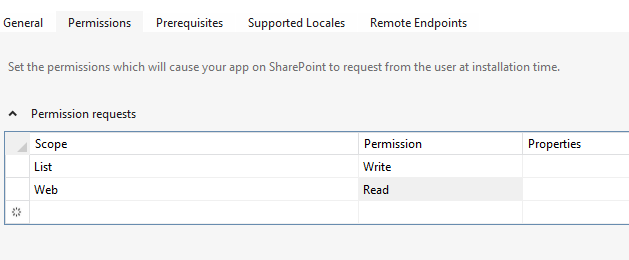 General Permissions Prerequisites Supported Locales Remote Endpoints
Set the permissions which will cause your app on SharePoint to request from the user at installation time.
Permission requests
Scope Permission Properties
List Write
Web Read